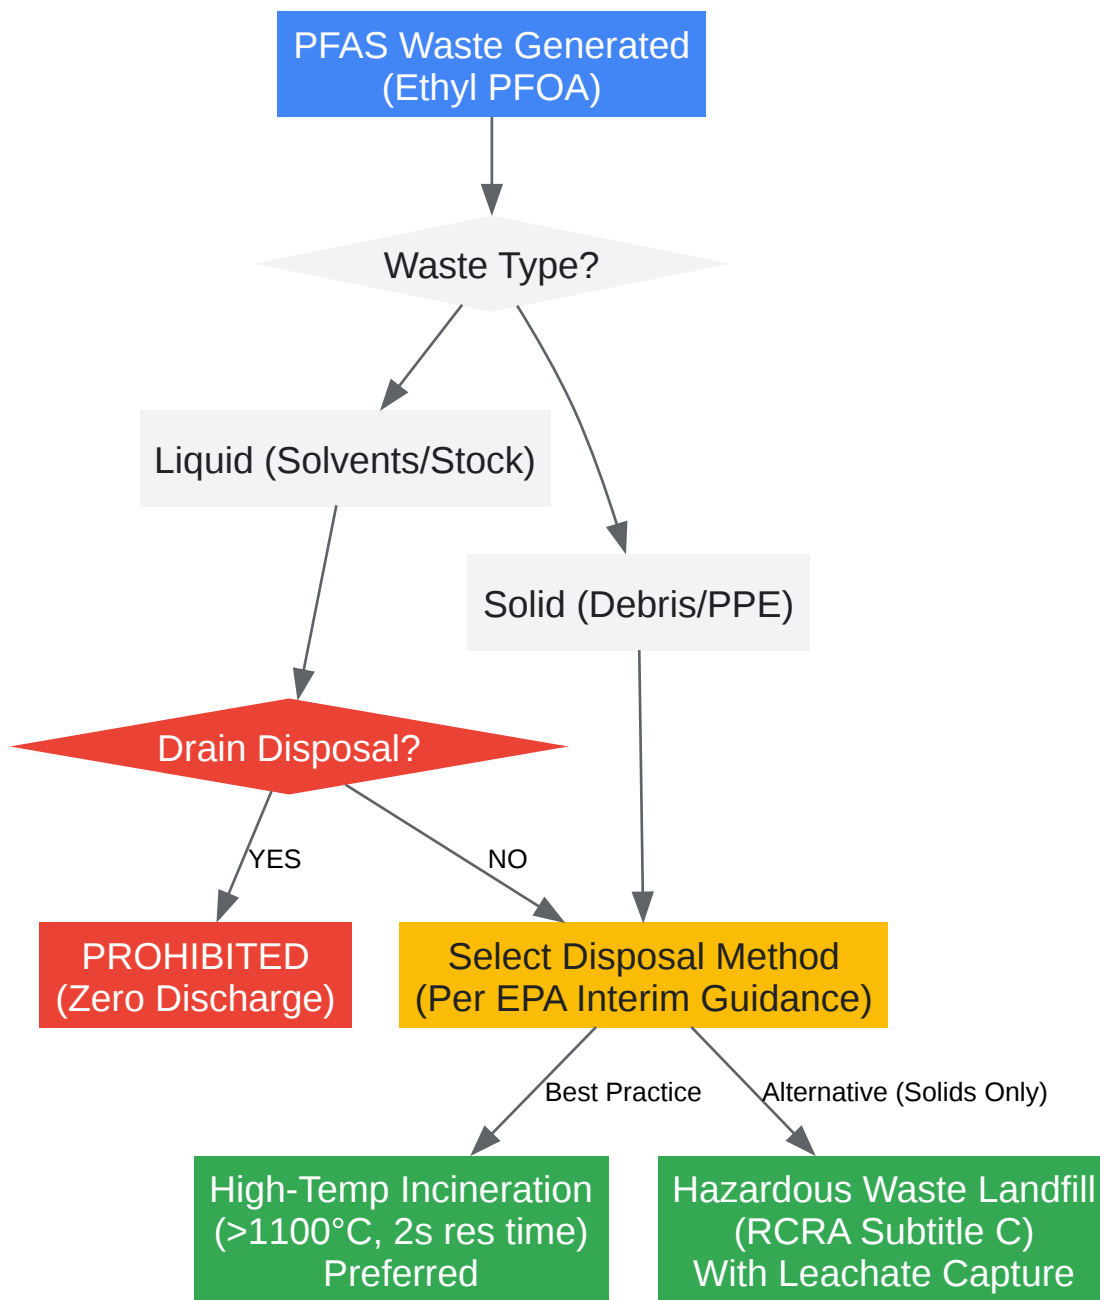 PFAS Waste Generated
(Ethyl PFOA)
Waste Type?
Liquid (Solvents/Stock)
Solid (Debris/PPE)
Drain Disposal?
YES
NO
PROHIBITED
(Zero Discharge)
Select Disposal Method
(Per EPA Interim Guidance)
Best Practice
Alternative (Solids Only)
High-Temp Incineration
(>1100°C, 2s res time)
Preferred
Hazardous Waste Landfill
(RCRA Subtitle C)
With Leachate Capture